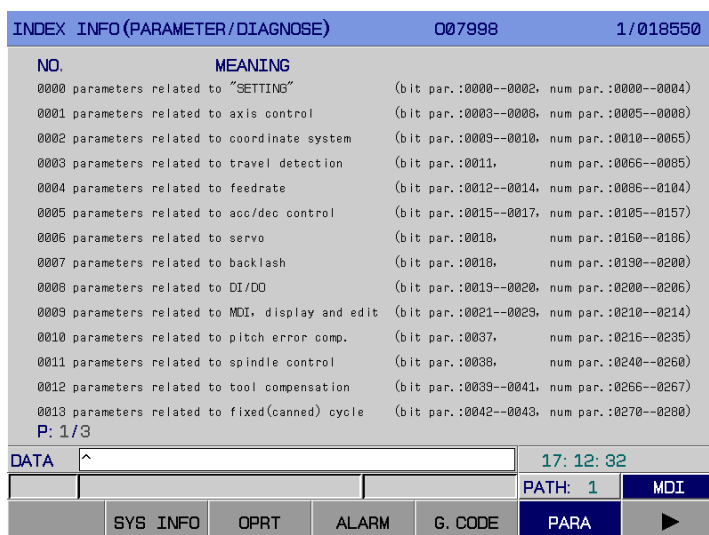 INDEX INFO(PARAMETER/DIAGNOSE) O07998 1/018550
NO. MEANING
0000 parameters related to "SETTING" (bit par.:0000--0002, num par.:0000--0004)
0001 parameters related to axis control (bit par.:0003--0008, num par.:0005--0008)
0002 parameters related to coordinate system (bit par.:0009--0010, num par.:0010--0065)
0003 parameters related to travel detection (bit par.:0011, num par.:0066--0085)
0004 parameters related to feedrate (bit par.:0012--0014, num par.:0086--0104)
0005 parameters related to acc/dec control (bit par.:0015--0017, num par.:0105--0157)
0006 parameters related to servo (bit par.:0018, num par.:0160--0186)
0007 parameters related to backlash (bit par.:0018, num par.:0190--0200)
0008 parameters related to DI/DO (bit par.:0019--0020, num par.:0200--0206)
0009 parameters related to MDI, display and edit (bit par.:0021--0029, num par.:0210--0214)
0010 parameters related to pitch error comp. (bit par.:0037, num par.:0216--0235)
0011 parameters related to spindle control (bit par.:0038, num par.:0240--0260)
0012 parameters related to tool compensation (bit par.:0039--0041, num par.:0266--0267)
0013 parameters related to fixed(canned) cycle (bit par.:0042--0043, num par.:0270--0280)
P: 1/3
DATA ^ 17:12:32
PATH: 1 MDI
SYS INFO OPRT ALARM G. CODE PARA ▶